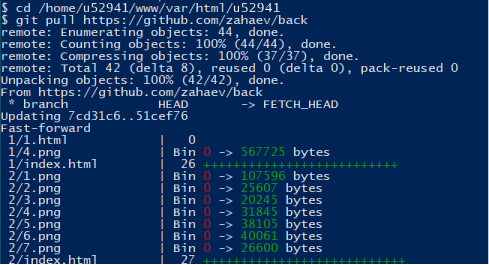 $ cd /home/u52941/www/var/html/u52941
$ git pull https://github.com/zahaev/back
remote: Enumerating objects: 44, done.
remote: Counting objects: 100% (44/44), done.
remote: Compressing objects: 100% (37/37), done.
remote: Total 42 (delta 8), reused 0 (delta 0), pack-reused 0
Unpacking objects: 100% (42/42), done.
From https://github.com/zahaev/back
 * branch            HEAD       -> FETCH_HEAD
Updating 7cd31c6..51cef76
Fast-forward
 1/1.html     |   0
 1/4.png      | Bin 0 -> 567725 bytes
 1/index.html |  26 ++++++++++++++++++++++++++
 2/1.png      | Bin 0 -> 107596 bytes
 2/2.png      | Bin 0 -> 25607 bytes
 2/3.png      | Bin 0 -> 20245 bytes
 2/4.png      | Bin 0 -> 31845 bytes
 2/5.png      | Bin 0 -> 38105 bytes
 2/6.png      | Bin 0 -> 40061 bytes
 2/7.png      | Bin 0 -> 26600 bytes
 2/index.html |  27 +++++++++++++++++++++++++++